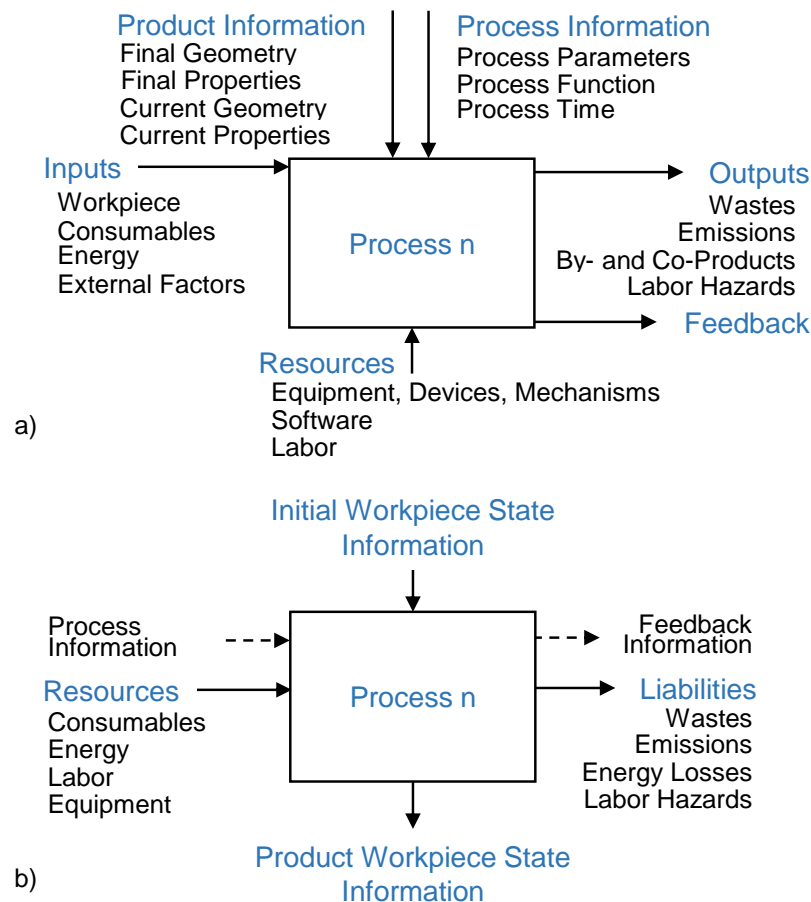 Product Information
Final Geometry
Final Properties
Current Geometry
Current Properties
Process Information
Process Parameters
Process Function
Process Time
Inputs
Workpiece
Consumables
Energy
External Factors
Process n
Outputs
Wastes
Emissions
By- and Co-Products
Labor Hazards
Feedback
Resources
Equipment, Devices, Mechanisms
Software
Labor
a)
Initial Workpiece State
Information
Process
Information
Resources
Consumables
Energy
Labor
Equipment
Process n
Feedback
Information
Liabilities
Wastes
Emissions
Energy Losses
Labor Hazards
Product Workpiece State
Information
b)